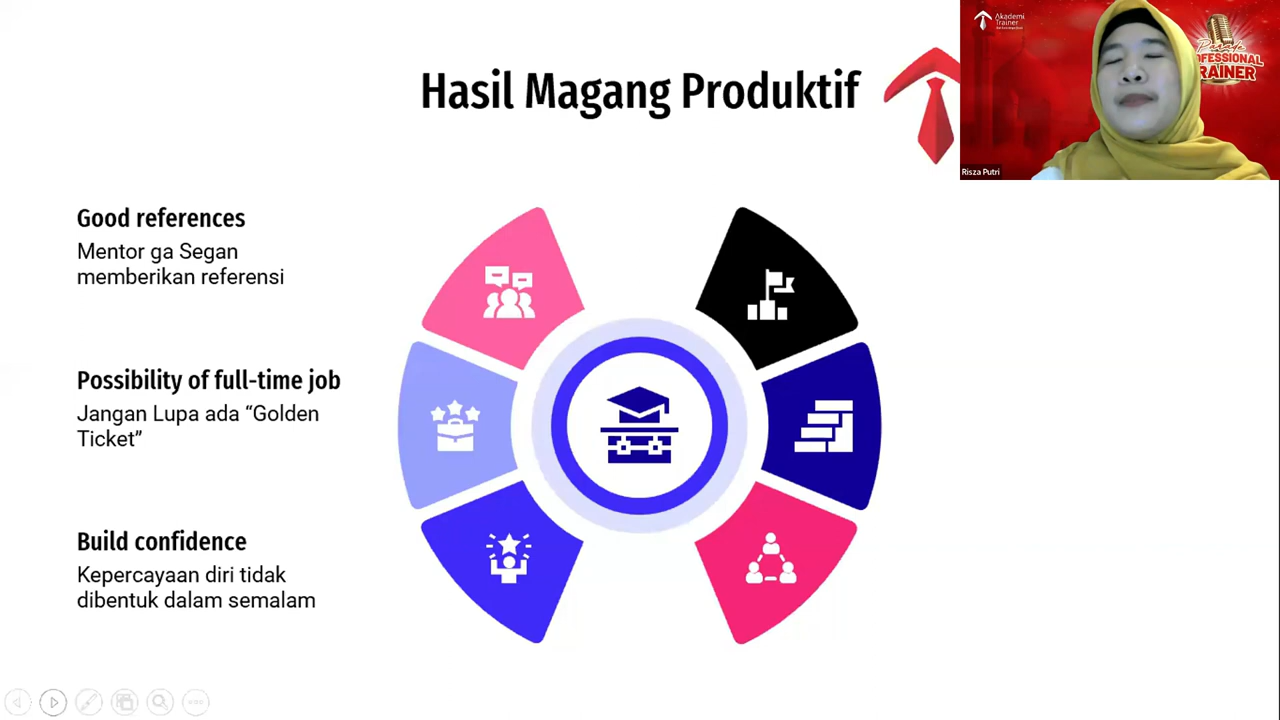 Hasil Magang Produktif
Good references
Mentor ga Segan
memberikan referensi
Possibility of full-time job
Jangan Lupa ada “Golden
Ticket”
Build confidence
Kepercayaan diri tidak
dibentuk dalam semalam
Akademi
Trainer
PROFESSIONAL
TRAINER
Risza Putri